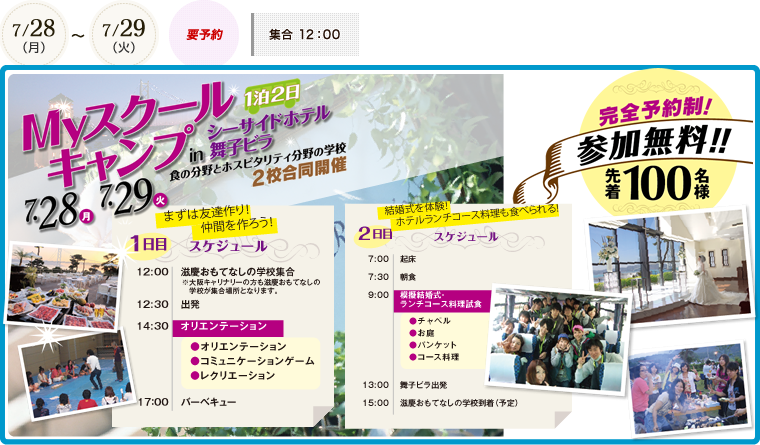 7/28
(月)
～
7/29
(火)
要予約
集合 12：00
Myスクール
キャンプ
1泊2日
in
シーサイドホテル
舞子ビラ
食の分野とホスピタリティ分野の学校
2校合同開催
7.28月
7.29火
完全予約制!
参加無料!!
先着
100名様
まずは友達作り!
仲間を作ろう!
1日目
スケジュール
12:00 滋慶おもてなしの学校集合
※大阪キャリナリーの方も滋慶おもてなしの
学校が集合場所となります。
12:30 出発
14:30 オリエンテーション
●オリエンテーション
●コミュニケーションゲーム
●レクリエーション
17:00 バーベキュー
結婚式を体験!
ホテルランチコース料理も食べられる!
2日目
スケジュール
7:00 起床
7:30 朝食
9:00 模擬結婚式・
ランチコース料理試食
●チャペル
●お庭
●バンケット
●コース料理
13:00 舞子ビラ出発
15:00 滋慶おもてなしの学校到着（予定）